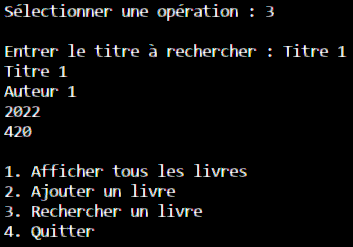 Sélectionner une opération : 3
Entrer le titre à rechercher : Titre 1
Titre 1
Auteur 1
2022
420
1. Afficher tous les livres
2. Ajouter un livre
3. Rechercher un livre
4. Quitter